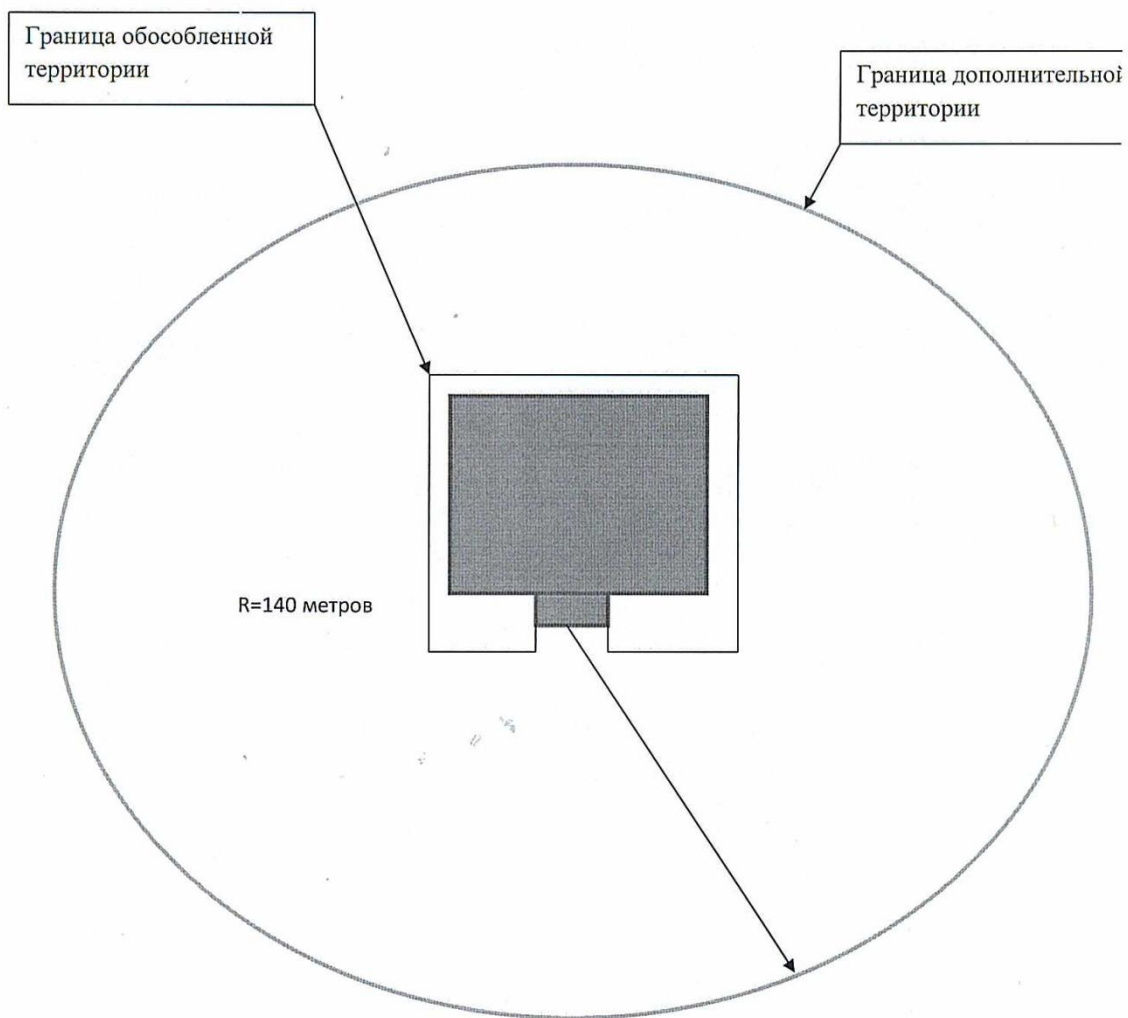 Граница обособленной
территории
Граница дополнительной
территории
R=140 метров